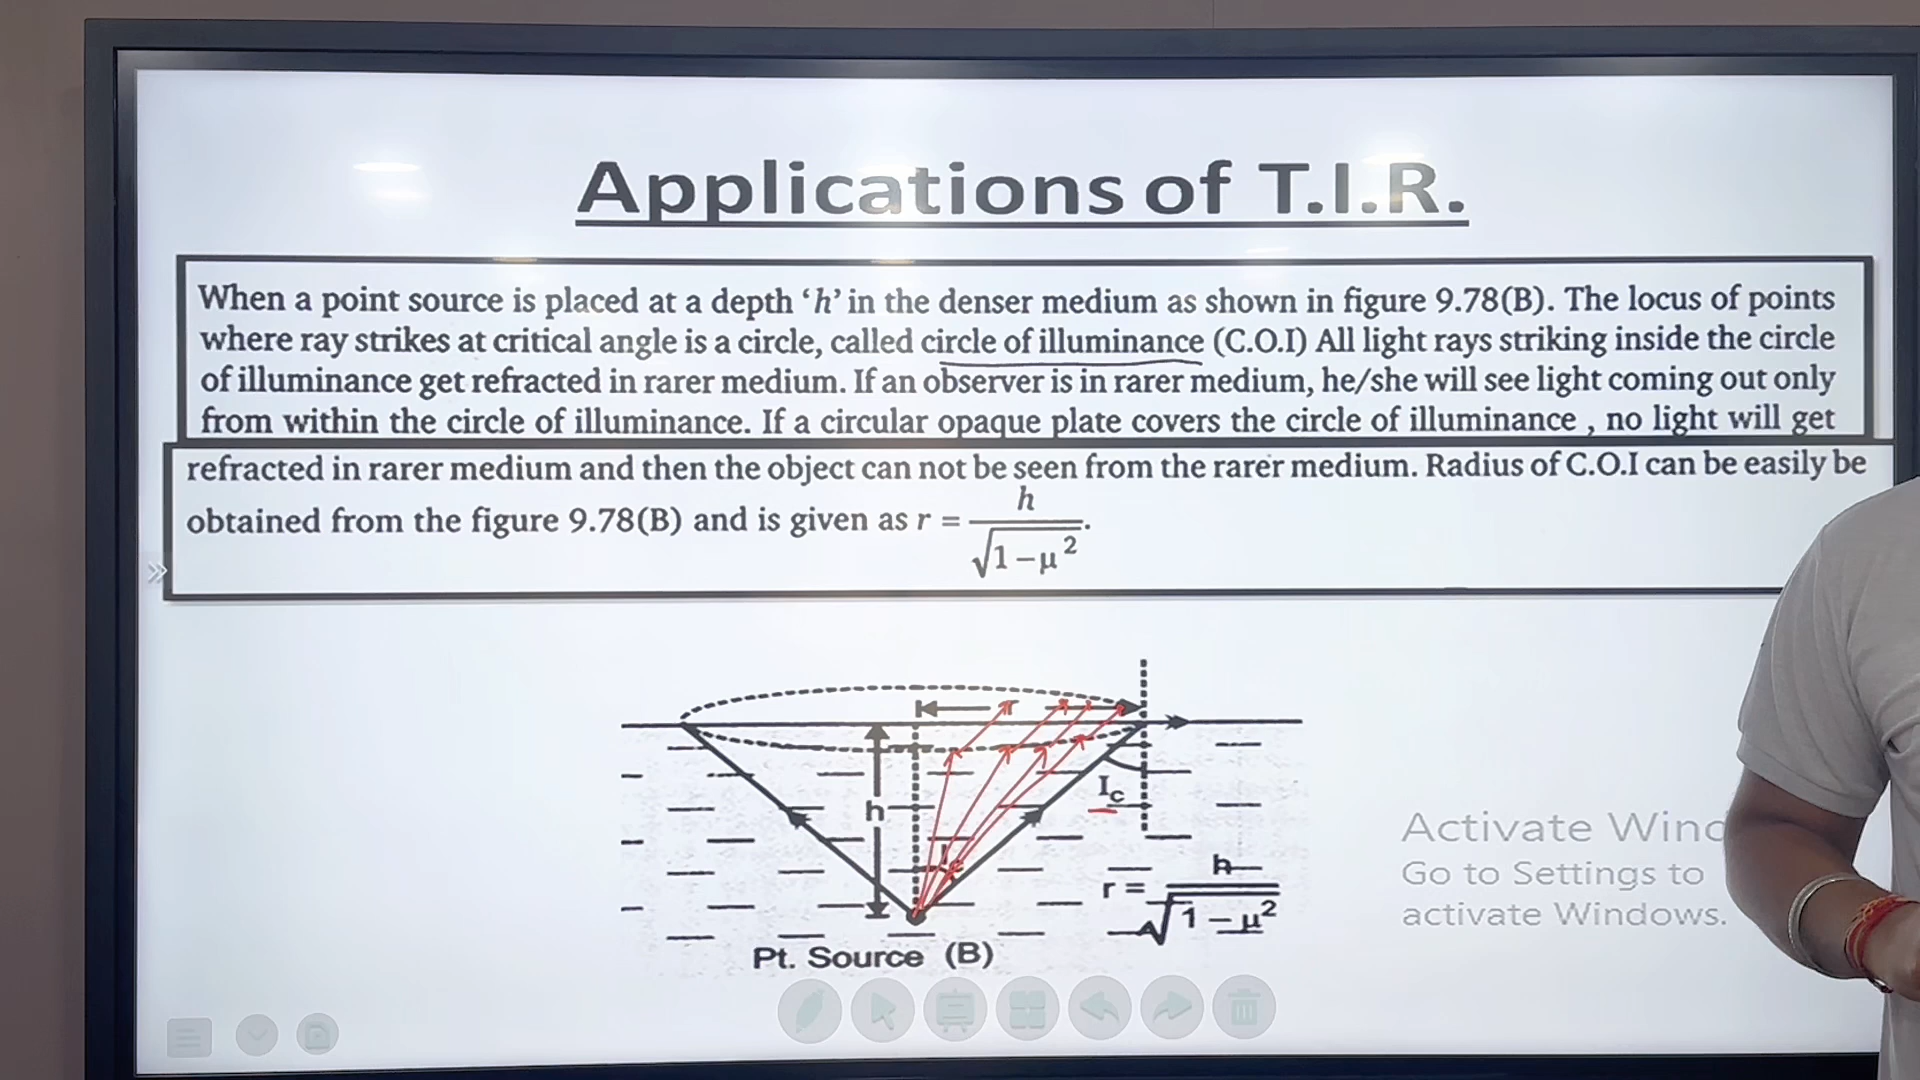 Applications of T.I.R.
When a point source is placed at a depth ‘h’ in the denser medium as shown in figure 9.78(B). The locus of points
where ray strikes at critical angle is a circle, called circle of illuminance (C.O.I) All light rays striking inside the circle
of illuminance get refracted in rarer medium. If an observer is in rarer medium, he/she will see light coming out only
from within the circle of illuminance. If a circular opaque plate covers the circle of illuminance , no light will get
refracted in rarer medium and then the object can not be seen from the rarer medium. Radius of C.O.I can be easily be
obtained from the figure 9.78(B) and is given as r = h/√(1−μ²).
r
h
Ic
r = h/√(1−μ²)
Pt. Source (B)
Activate Wind
Go to Settings to
activate Windows.